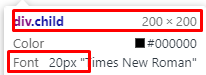 div.child 200 × 200
Color #000000
Font 20px "Times New Roman"